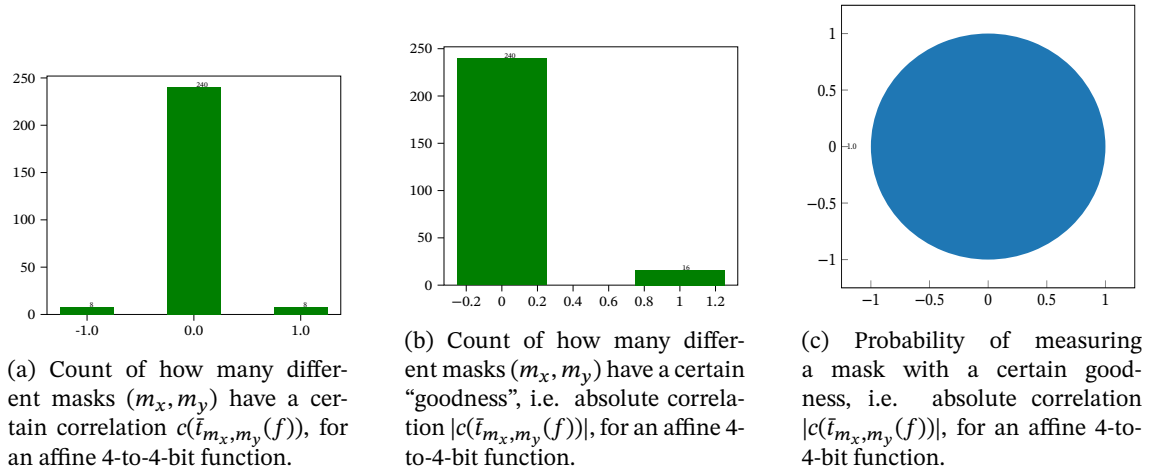 250
200
150
100
50
0
240
8
8
-1.0
0.0
1.0
(a) Count of how many differ-
ent masks (mₓ, m_y) have a cer-
tain correlation c(t̄_{mₓ,m_y}(f)), for
an affine 4-to-4-bit function.
250
200
150
100
50
0
240
16
−0.2
0
0.2
0.4
0.6
0.8
1
1.2
(b) Count of how many differ-
ent masks (mₓ, m_y) have a certain
“goodness”, i.e. absolute correla-
tion |c(t̄_{mₓ,m_y}(f))|, for an affine 4-
to-4-bit function.
1
0.5
0
−0.5
−1
1.0
−1
−0.5
0
0.5
1
(c) Probability of measuring
a mask with a certain good-
ness, i.e. absolute correlation
|c(t̄_{mₓ,m_y}(f))|, for an affine 4-to-
4-bit function.